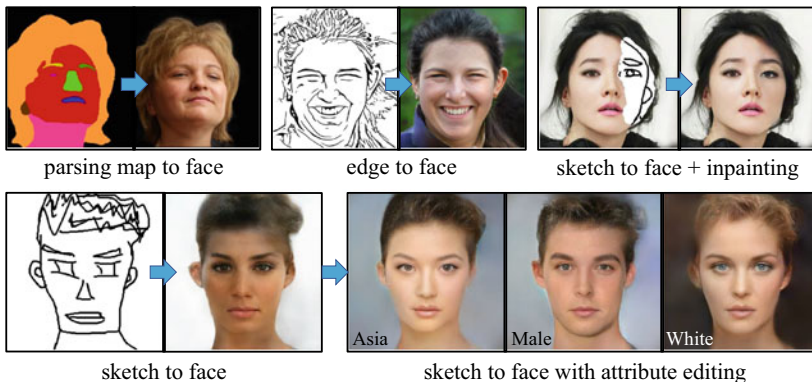 parsing map to face
edge to face
sketch to face + inpainting
Asia
Male
White
sketch to face
sketch to face with attribute editing